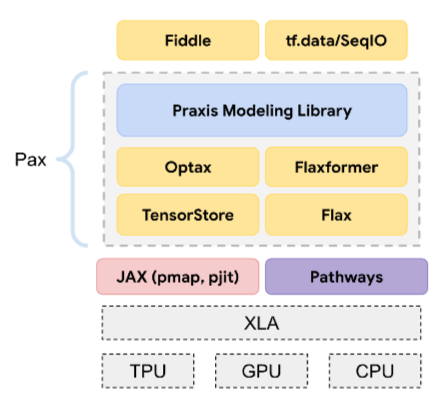 Fiddle
tf.data/SeqIO
Praxis Modeling Library
Pax
Optax
Flaxformer
TensorStore
Flax
JAX (pmap, pjit)
Pathways
XLA
TPU
GPU
CPU